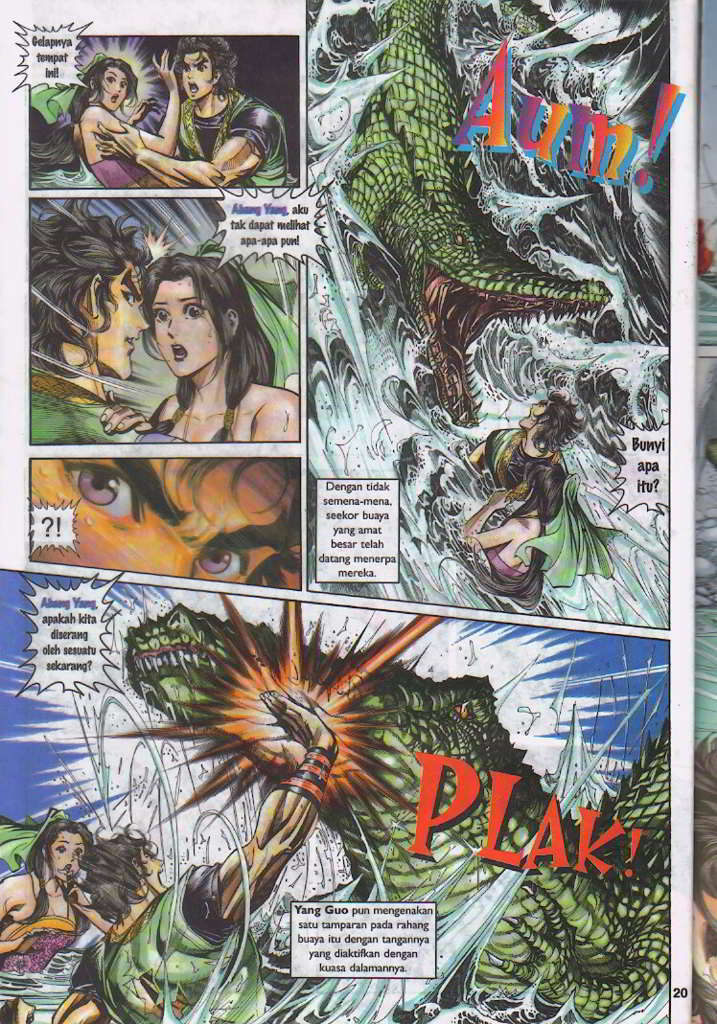 Gelapnya
tempat
ini!
Abang Yang, aku
tak dapat melihat
apa-apa pun!
?!
Aum!
Bunyi
apa
itu?
Dengan tidak
semena-mena,
seekor buaya
yang amat
besar telah
datang menerpa
mereka.
Abang Yang,
apakah kita
diserang
oleh sesuatu
sekarang?
PLAK!
Yang Guo pun mengenakan
satu tamparan pada rahang
buaya itu dengan tangannya
yang diaktifkan dengan
kuasa dalamannya.
20